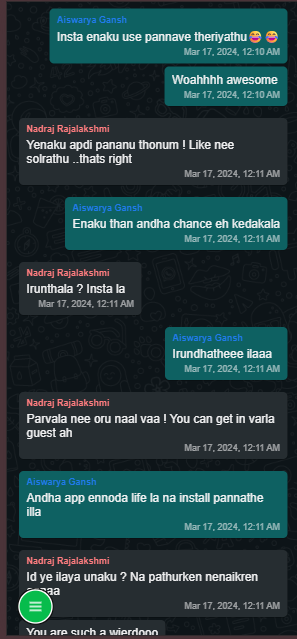 Aiswarya Gansh
Insta enaku use pannave theriyathu😂 😂
Mar 17, 2024, 12:10 AM
Woahhhh awesome
Mar 17, 2024, 12:10 AM
Nadraj Rajalakshmi
Yenaku apdi pananu thonum ! Like nee
solrathu ..thats right
Mar 17, 2024, 12:11 AM
Aiswarya Gansh
Enaku than andha chance eh kedakala
Mar 17, 2024, 12:11 AM
Nadraj Rajalakshmi
Irunthala ? Insta la
Mar 17, 2024, 12:11 AM
Aiswarya Gansh
Irundhatheee ilaaa
Mar 17, 2024, 12:11 AM
Nadraj Rajalakshmi
Parvala nee oru naal vaa ! You can get in varla
guest ah
Mar 17, 2024, 12:11 AM
Aiswarya Gansh
Andha app ennoda life la na install pannathe
illa
Mar 17, 2024, 12:11 AM
Nadraj Rajalakshmi
Id ye ilaya unaku ? Na pathurken nenaikren
Mar 17, 2024, 12:11 AM
You are such a wierdooo